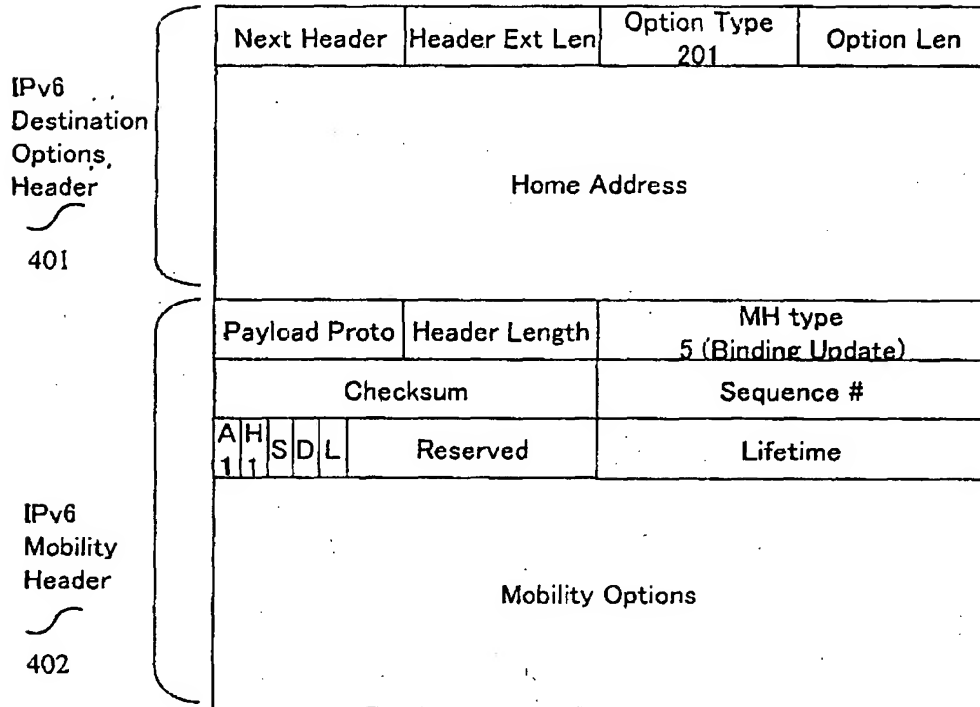 Next Header Header Ext Len Option Type Option Len
201
IPv6
Destination
Options
Header
401
Home Address
Payload Proto Header Length MH type
5 (Binding Update)
Checksum Sequence #
A H S D L Reserved Lifetime
1 1
IPv6
Mobility
Header
402
Mobility Options